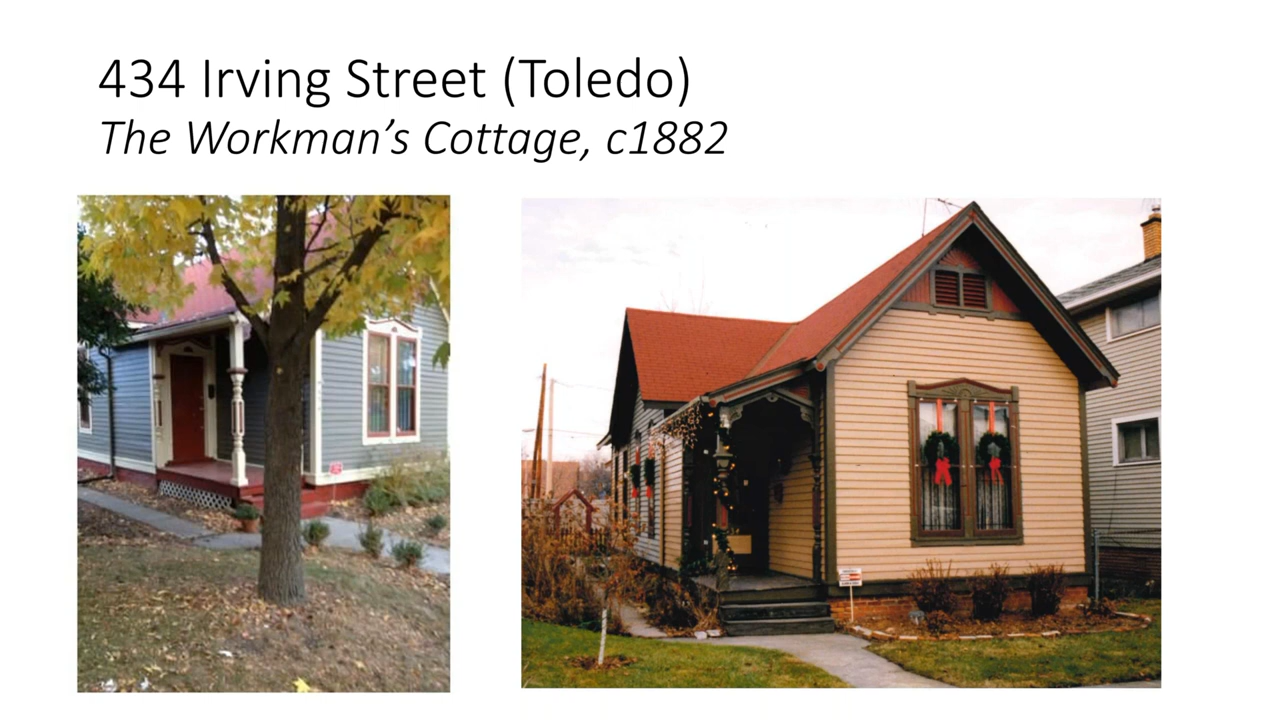 434 Irving Street (Toledo)
The Workman’s Cottage, c1882